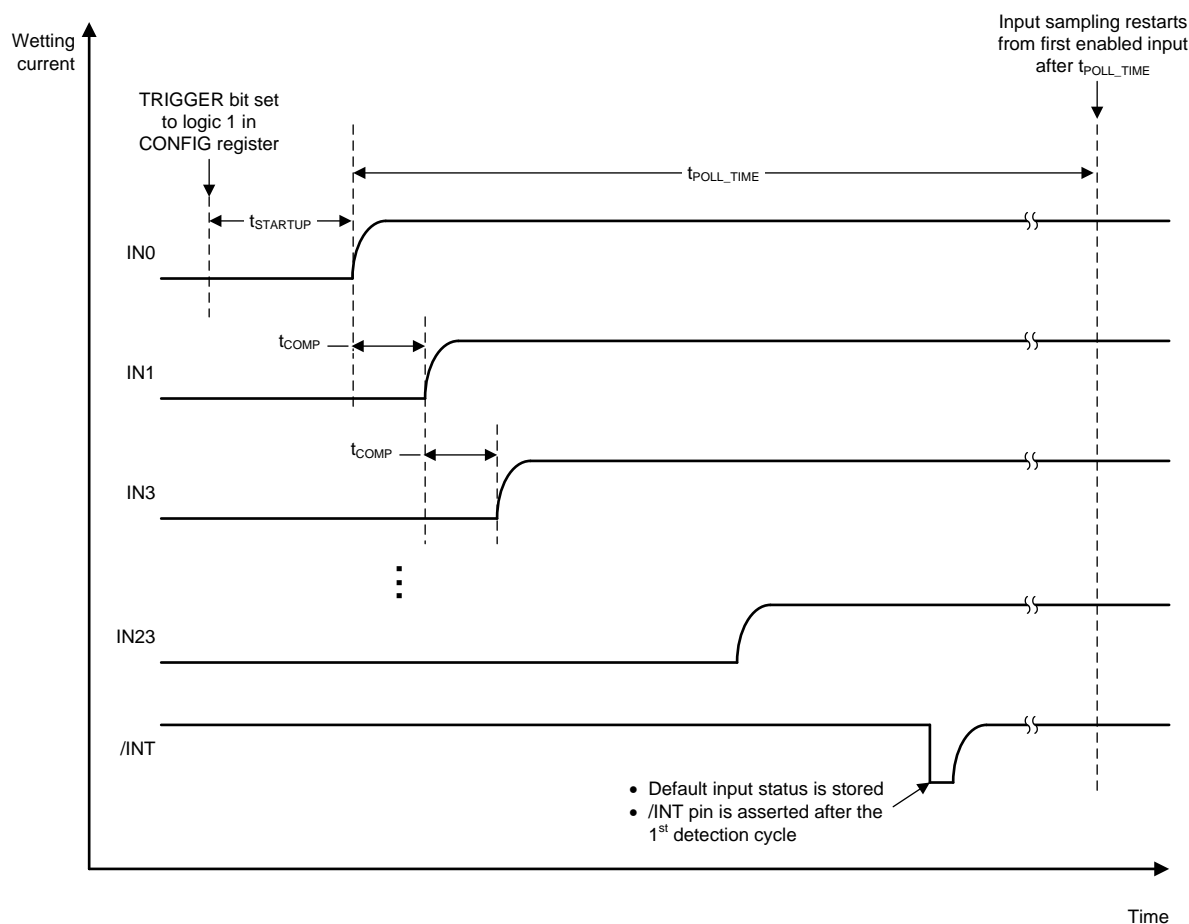 Wetting
current
Input sampling restarts
from first enabled input
after tPOLL_TIME
TRIGGER bit set
to logic 1 in
CONFIG register
tPOLL_TIME
tSTARTUP
IN0
tCOMP
IN1
tCOMP
IN3
⋮
IN23
/INT
• Default input status is stored
• /INT pin is asserted after the
1st detection cycle
Time